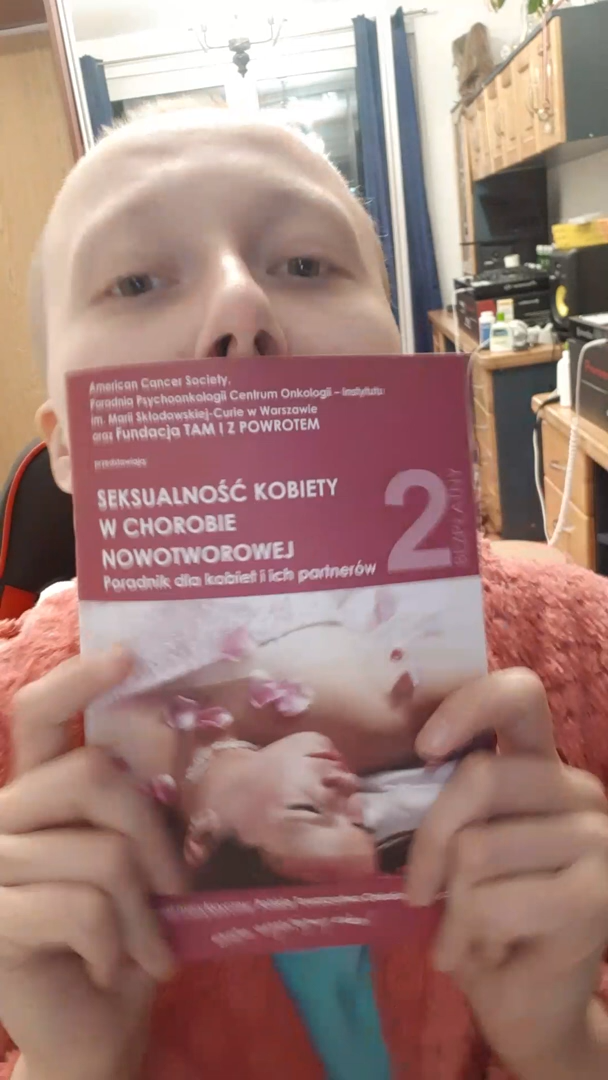 American Cancer Society,
Poradnia Psychoonkologii Centrum Onkologii – Instytutu
im. Marii Skłodowskiej-Curie w Warszawie
oraz Fundacja TAM I Z POWROTEM
przedstawiają
SEKSUALNOŚĆ KOBIETY
W CHOROBIE
NOWOTWOROWEJ
Poradnik dla kobiet i ich partnerów
2
BEZPŁATNY